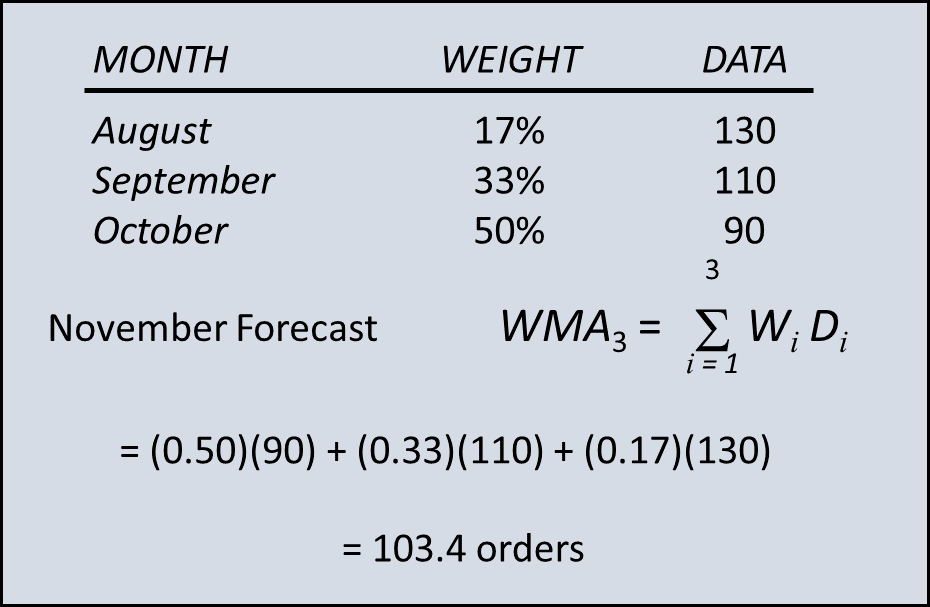 MONTH WEIGHT DATA
August 17% 130
September 33% 110
October 50% 90
3
November Forecast WMA₃ = ∑ Wᵢ Dᵢ
i = 1
= (0.50)(90) + (0.33)(110) + (0.17)(130)
= 103.4 orders